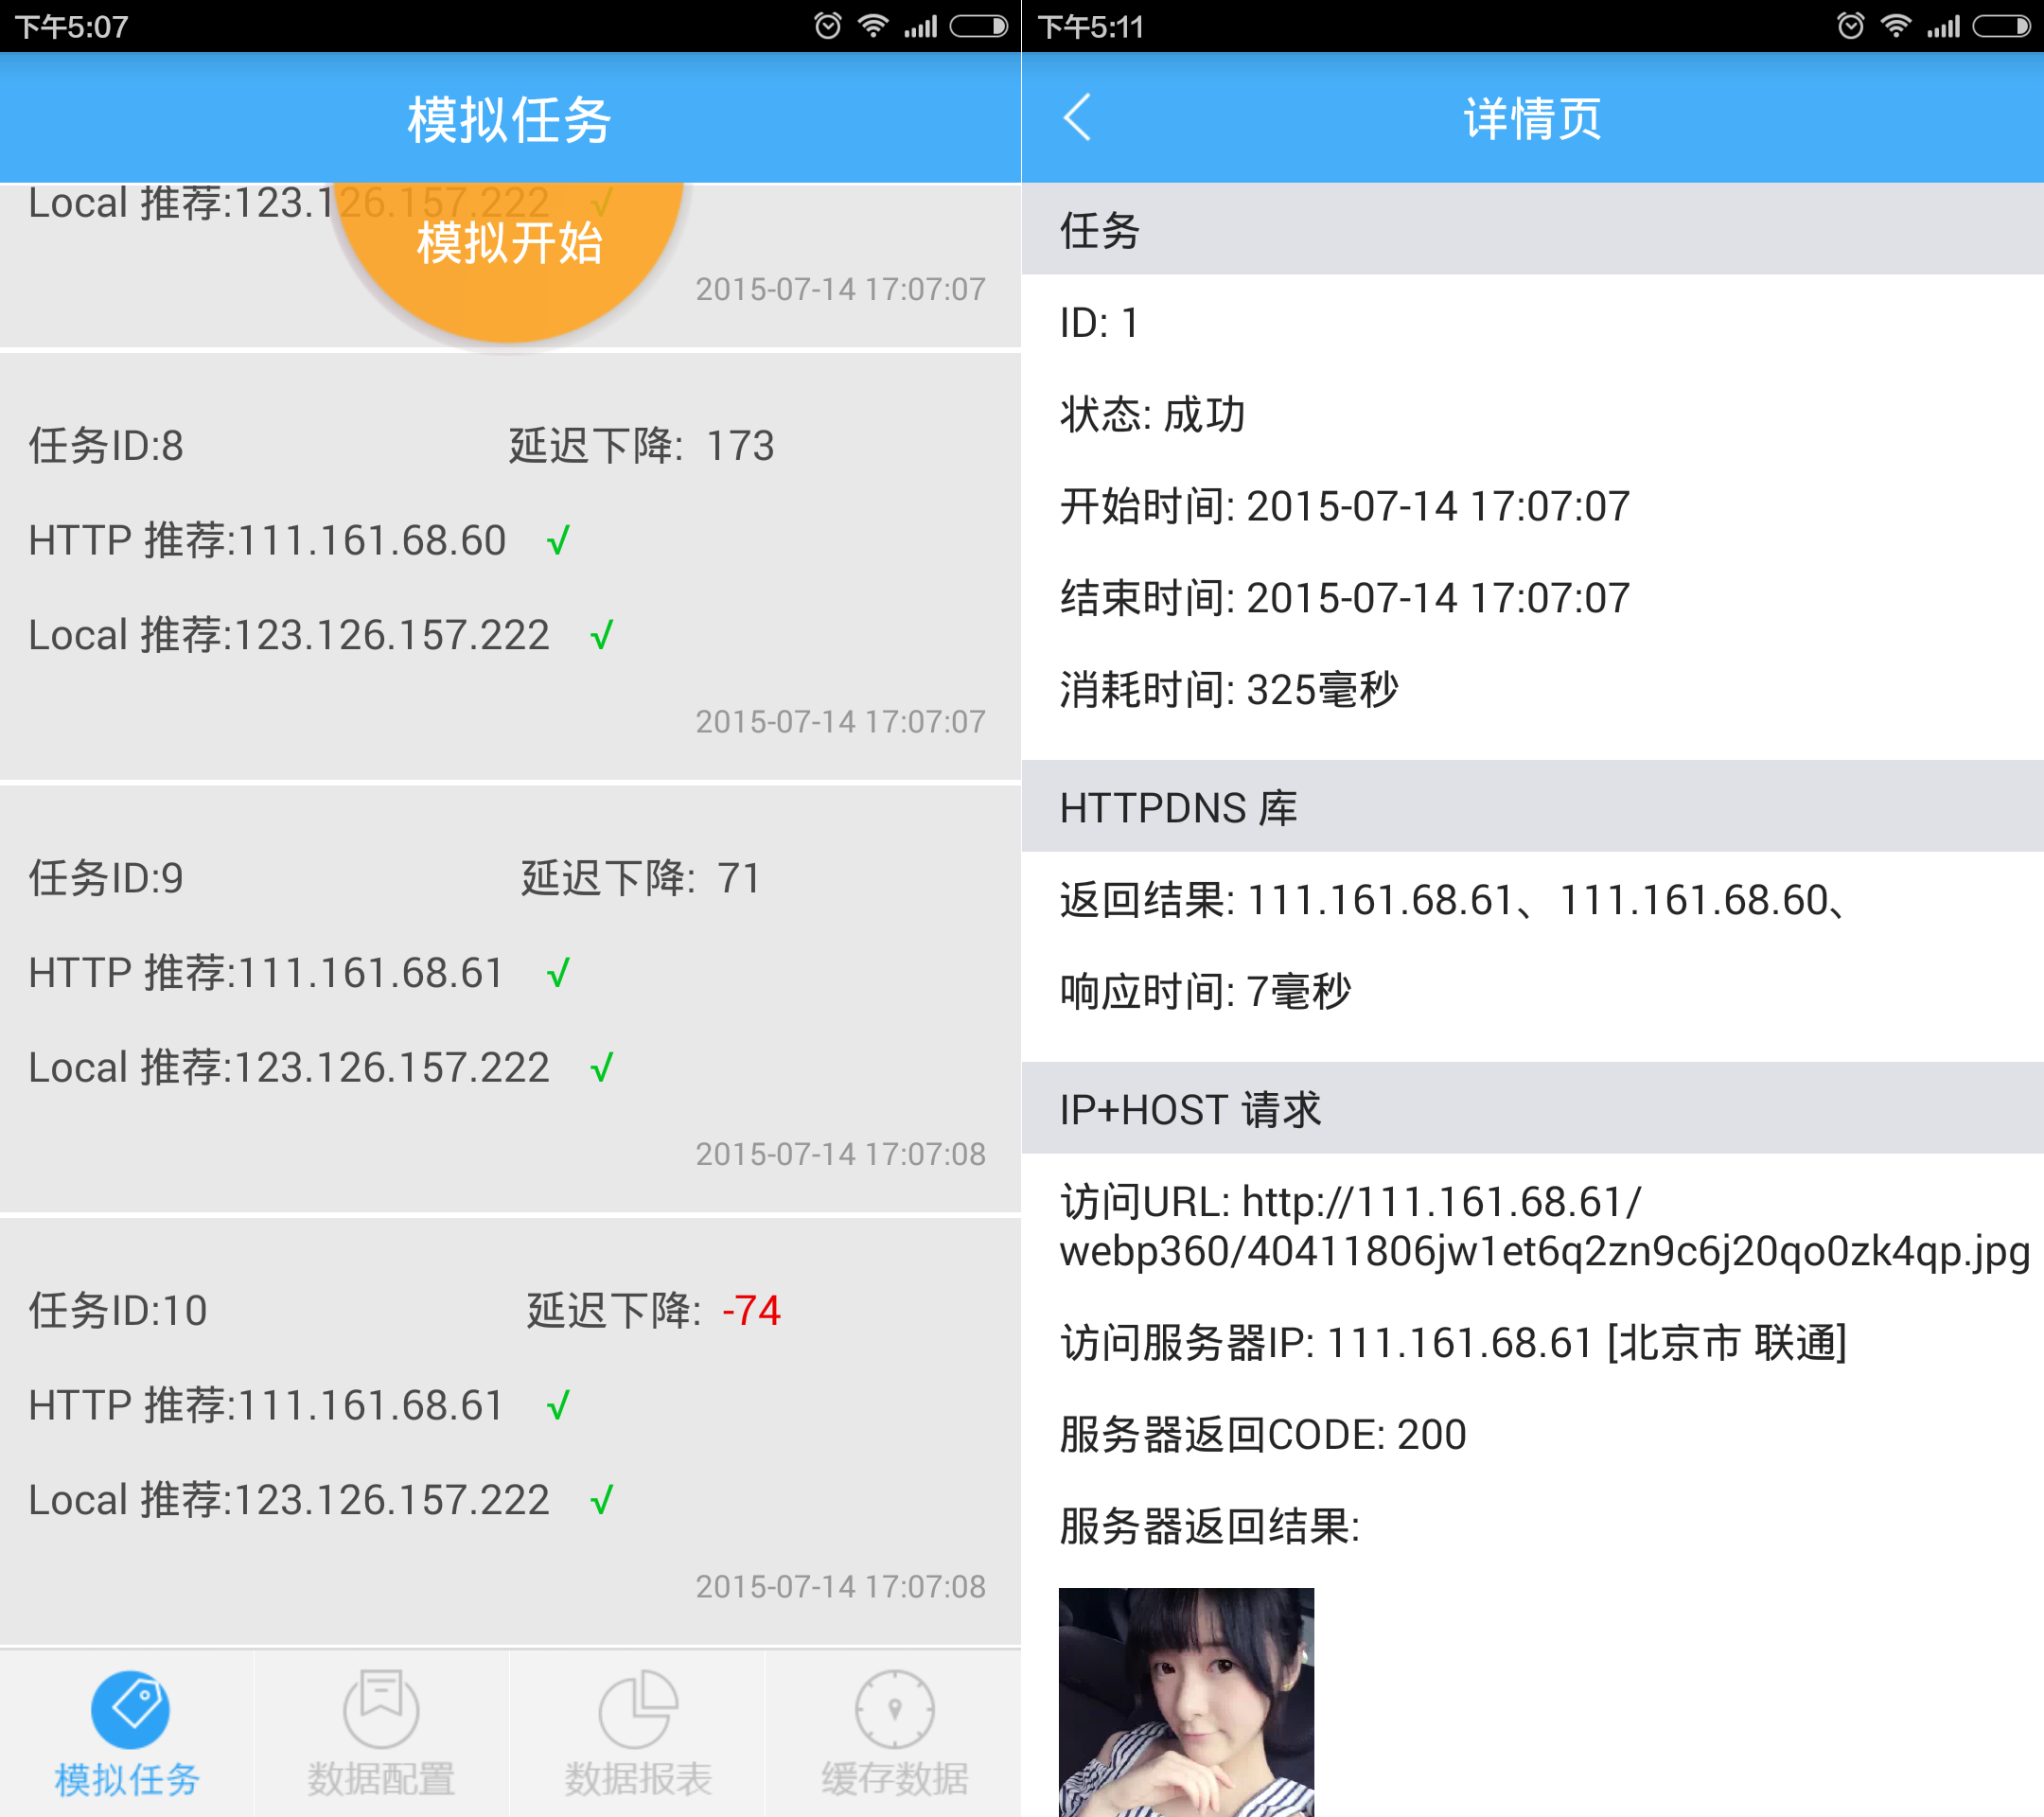 下午5:07
模拟任务
Local 推荐:123.126.157.222 √
模拟开始
2015-07-14 17:07:07
任务ID:8 延迟下降: 173
HTTP 推荐:111.161.68.60 √
Local 推荐:123.126.157.222 √
2015-07-14 17:07:07
任务ID:9 延迟下降: 71
HTTP 推荐:111.161.68.61 √
Local 推荐:123.126.157.222 √
2015-07-14 17:07:08
任务ID:10 延迟下降: -74
HTTP 推荐:111.161.68.61 √
Local 推荐:123.126.157.222 √
2015-07-14 17:07:08
模拟任务 数据配置 数据报表 缓存数据
下午5:11
详情页
任务
ID: 1
状态: 成功
开始时间: 2015-07-14 17:07:07
结束时间: 2015-07-14 17:07:07
消耗时间: 325毫秒
HTTPDNS 库
返回结果: 111.161.68.61、111.161.68.60、
响应时间: 7毫秒
IP+HOST 请求
访问URL: http://111.161.68.61/
webp360/40411806jw1et6q2zn9c6j20qo0zk4qp.jpg
访问服务器IP: 111.161.68.61 [北京市 联通]
服务器返回CODE: 200
服务器返回结果: